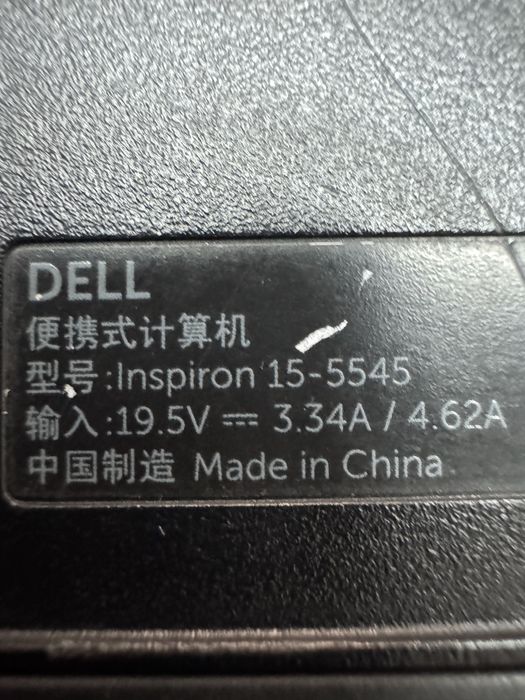 DELL
便携式计算机
型号:Inspiron 15-5545
输入:19.5V ⎓ 3.34A / 4.62A
中国制造 Made in China